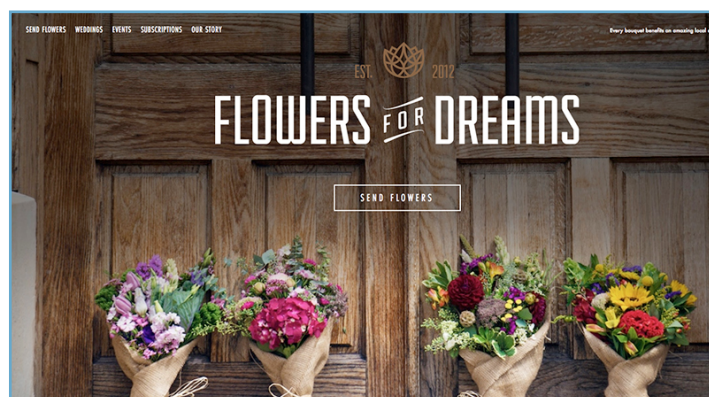 SEND FLOWERS WEDDINGS EVENTS SUBSCRIPTIONS OUR STORY
Every bouquet benefits an amazing local
EST. 2012
FLOWERS FOR DREAMS
SEND FLOWERS